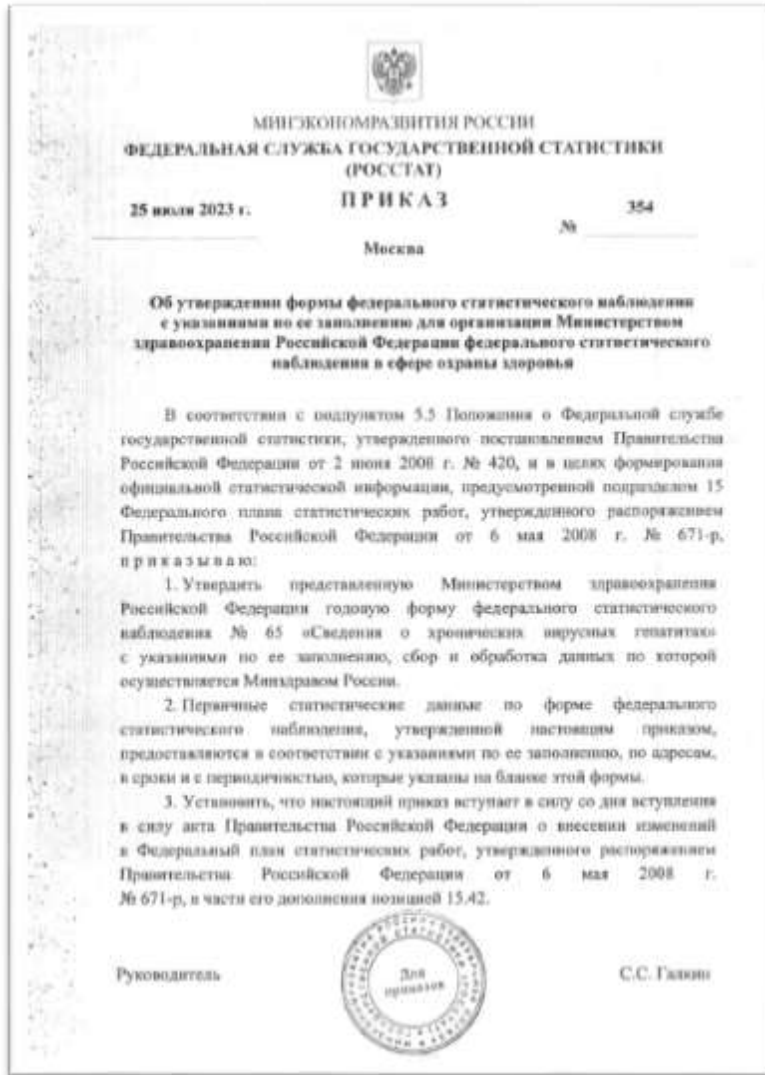 МИНЭКОНОМРАЗВИТИЯ РОССИИ
ФЕДЕРАЛЬНАЯ СЛУЖБА ГОСУДАРСТВЕННОЙ СТАТИСТИКИ
(РОССТАТ)
ПРИКАЗ
25 июля 2023 г.
№ 354
Москва
Об утверждении формы федерального статистического наблюдения
с указаниями по ее заполнению для организации Министерством
здравоохранения Российской Федерации федерального статистического
наблюдения в сфере охраны здоровья
В соответствии с подпунктом 5.5 Положения о Федеральной службе
государственной статистики, утвержденного постановлением Правительства
Российской Федерации от 2 июня 2008 г. № 420, и в целях формирования
официальной статистической информации, предусмотренной подразделом 15
Федерального плана статистических работ, утвержденного распоряжением
Правительства Российской Федерации от 6 мая 2008 г. № 671-р,
приказываю:
1. Утвердить представленную Министерством здравоохранения
Российской Федерации годовую форму федерального статистического
наблюдения № 65 «Сведения о хронических вирусных гепатитах»
с указаниями по ее заполнению, сбор и обработка данных по которой
осуществляется Минздравом России.
2. Первичные статистические данные по форме федерального
статистического наблюдения, утвержденной настоящим приказом,
предоставляются в соответствии с указаниями по ее заполнению, по адресам,
в сроки и с периодичностью, которые указаны на бланке этой формы.
3. Установить, что настоящий приказ вступает в силу со дня вступления
в силу акта Правительства Российской Федерации о внесении изменений
в Федеральный план статистических работ, утвержденного распоряжением
Правительства Российской Федерации от 6 мая 2008 г.
№ 671-р, в части его дополнения позицией 15.42.
Руководитель
Для
приказов
С.С. Галкин